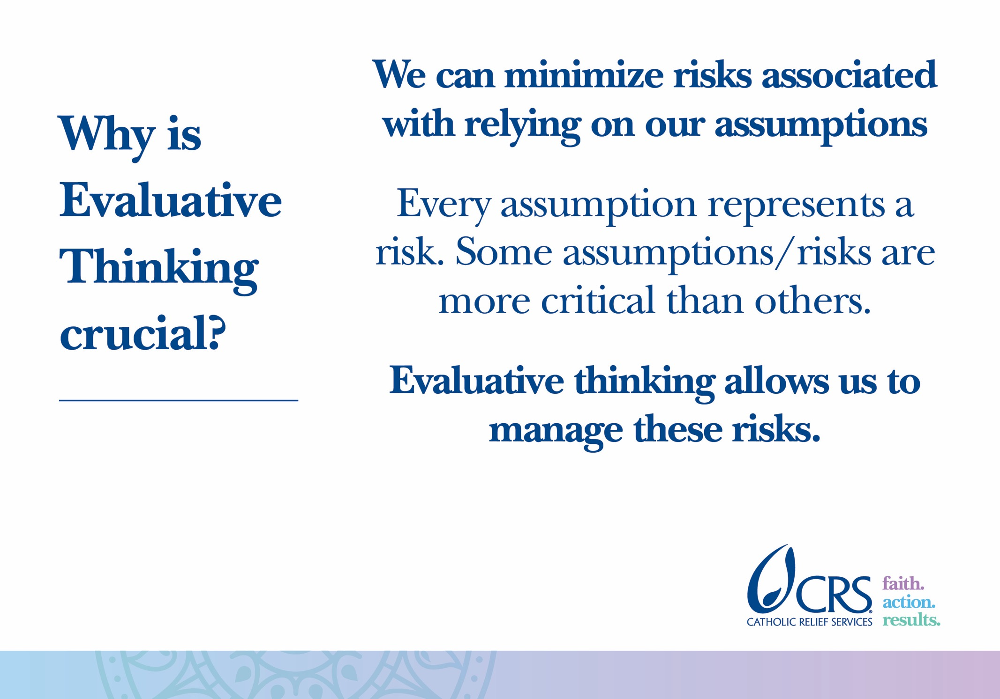 Why is
Evaluative
Thinking
crucial?
We can minimize risks associated
with relying on our assumptions
Every assumption represents a
risk. Some assumptions/risks are
more critical than others.
Evaluative thinking allows us to
manage these risks.
CRS®
CATHOLIC RELIEF SERVICES
faith.
action.
results.